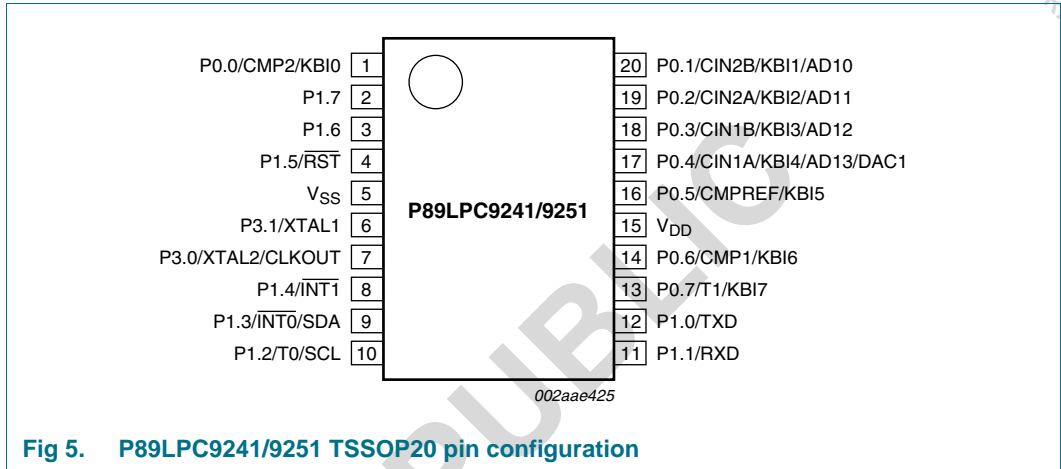 P0.0/CMP2/KBI0 1
P1.7 2
P1.6 3
P1.5/R̅S̅T̅ 4
VSS 5
P3.1/XTAL1 6
P3.0/XTAL2/CLKOUT 7
P1.4/I̅N̅T̅1̅ 8
P1.3/I̅N̅T̅0̅/SDA 9
P1.2/T0/SCL 10
P89LPC9241/9251
20 P0.1/CIN2B/KBI1/AD10
19 P0.2/CIN2A/KBI2/AD11
18 P0.3/CIN1B/KBI3/AD12
17 P0.4/CIN1A/KBI4/AD13/DAC1
16 P0.5/CMPREF/KBI5
15 VDD
14 P0.6/CMP1/KBI6
13 P0.7/T1/KBI7
12 P1.0/TXD
11 P1.1/RXD
002aae425
PUBLIC
Fig 5. P89LPC9241/9251 TSSOP20 pin configuration